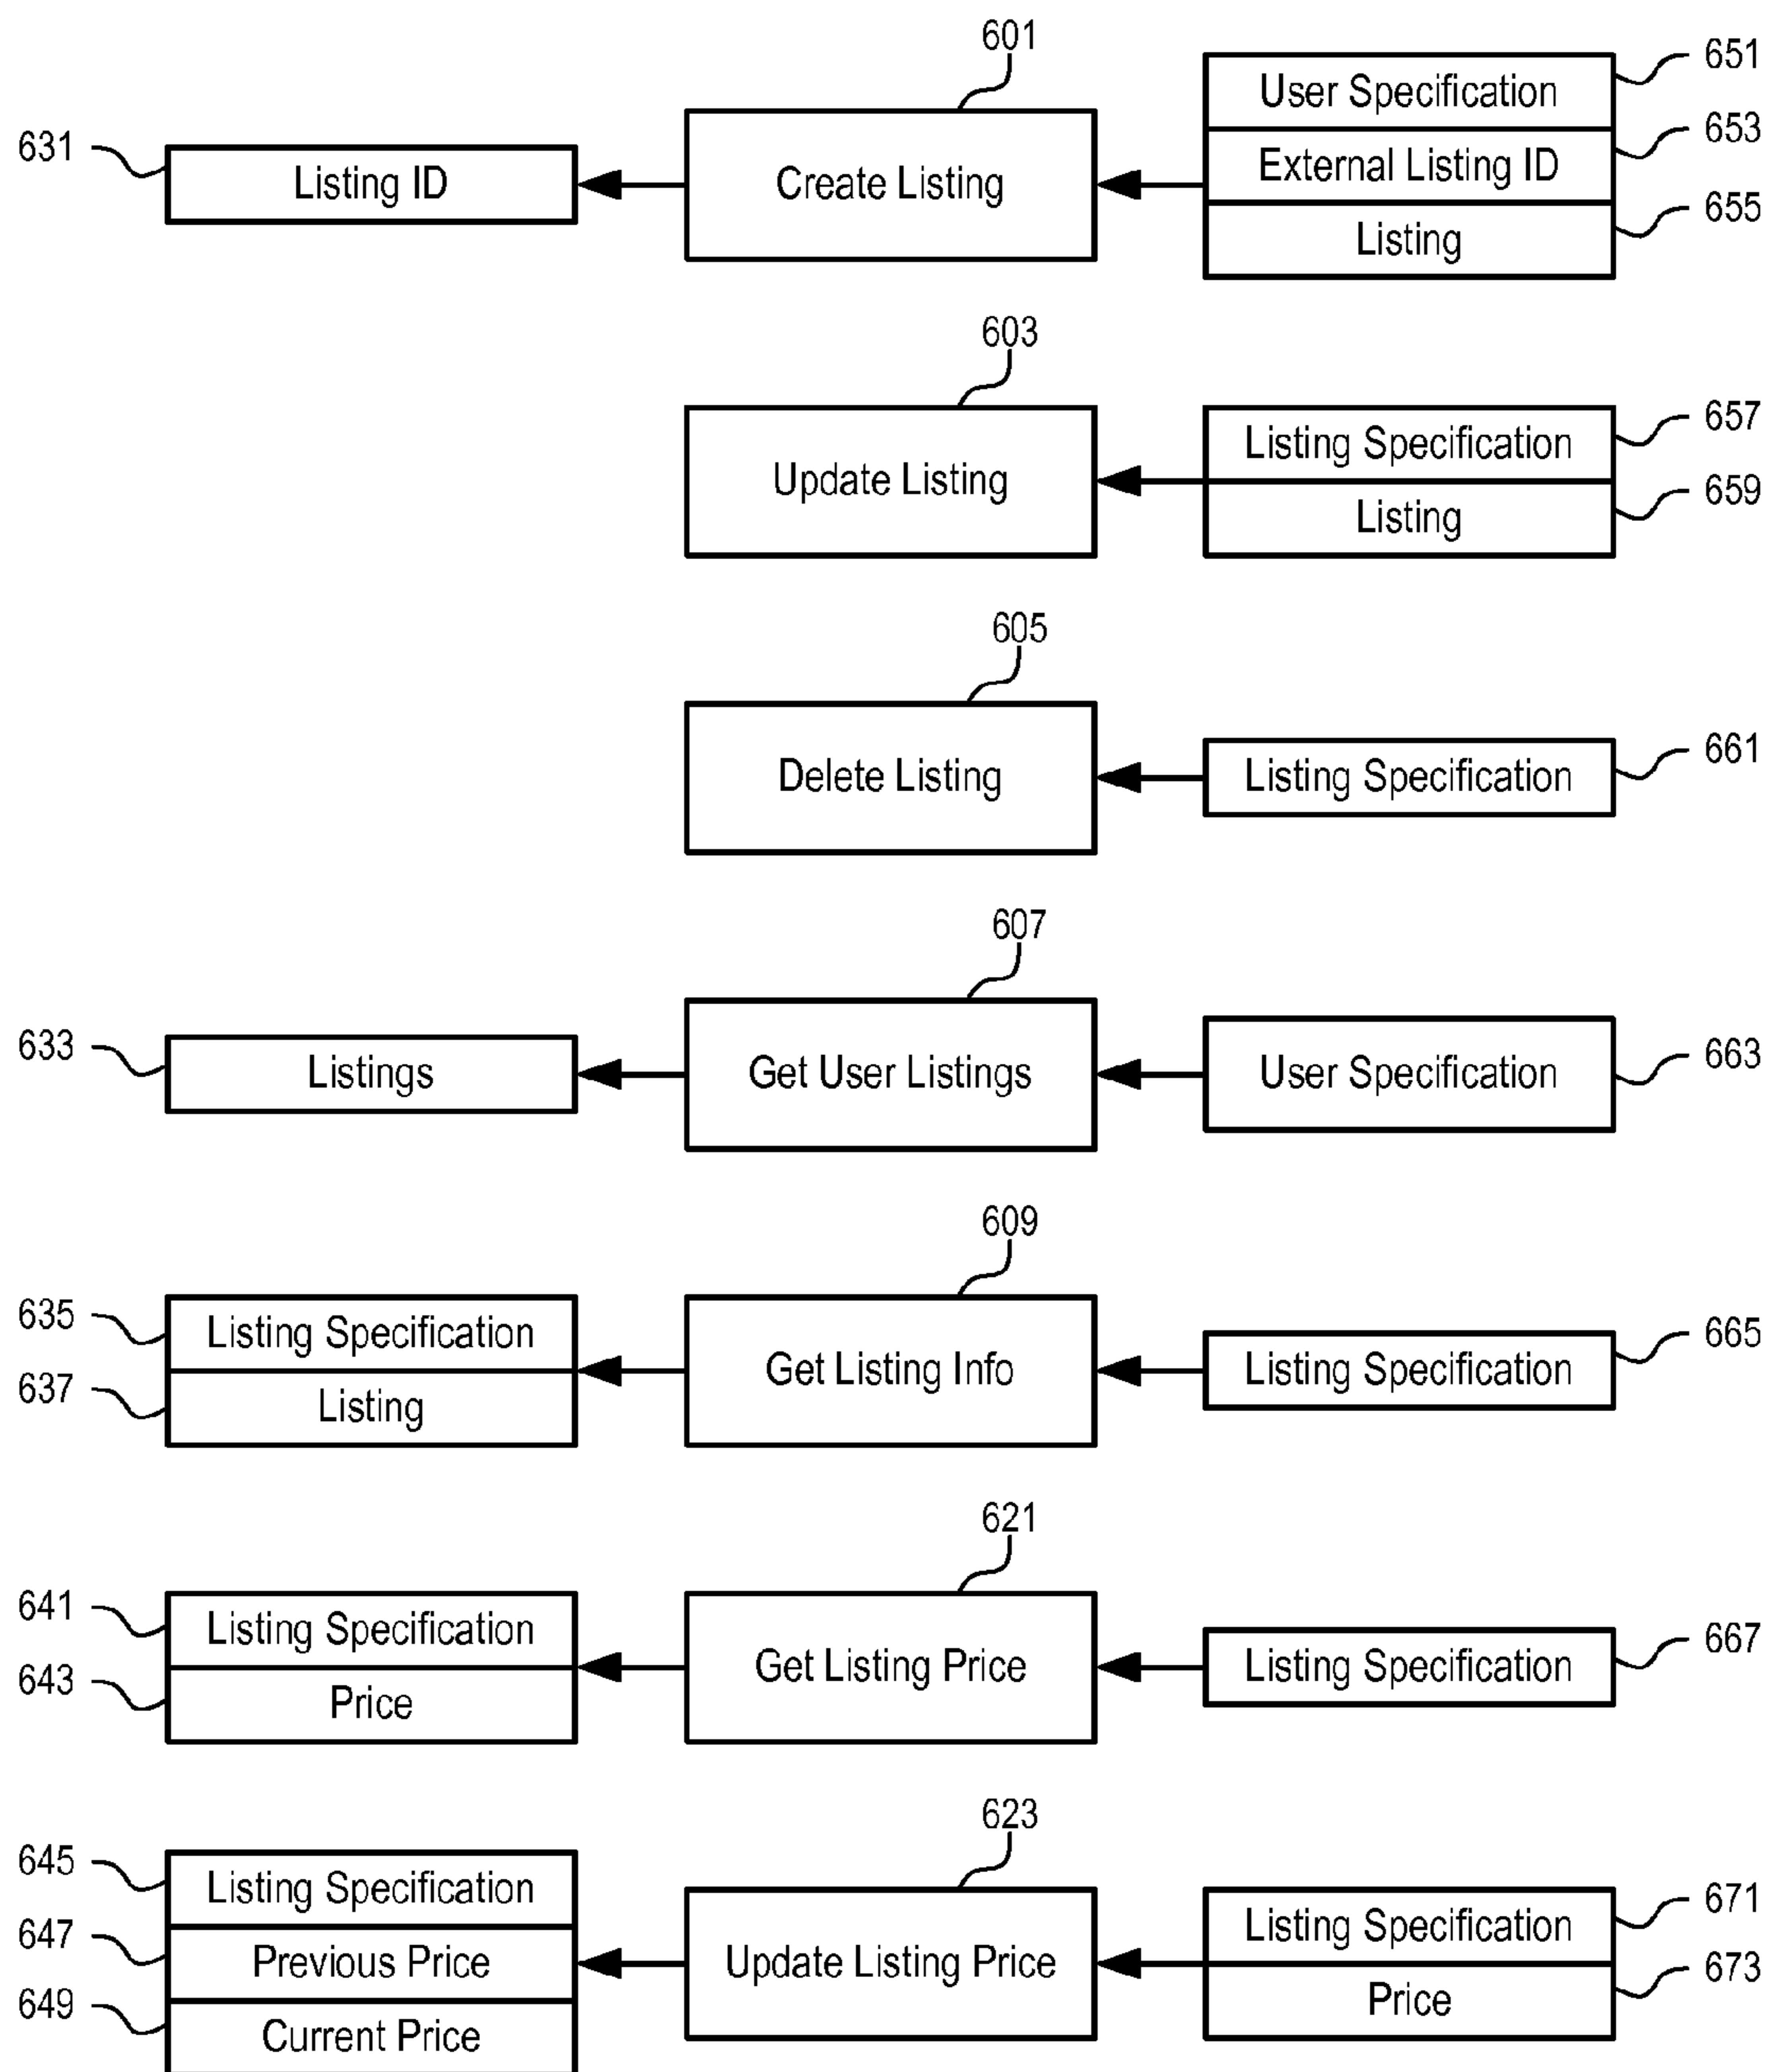 601
631
Listing ID
Create Listing
User Specification
651
External Listing ID
653
Listing
655
603
Update Listing
Listing Specification
657
Listing
659
605
Delete Listing
Listing Specification
661
607
633
Listings
Get User Listings
User Specification
663
609
635
Listing Specification
637
Listing
Get Listing Info
Listing Specification
665
621
641
Listing Specification
643
Price
Get Listing Price
Listing Specification
667
623
645
Listing Specification
647
Previous Price
649
Current Price
Update Listing Price
Listing Specification
671
Price
673